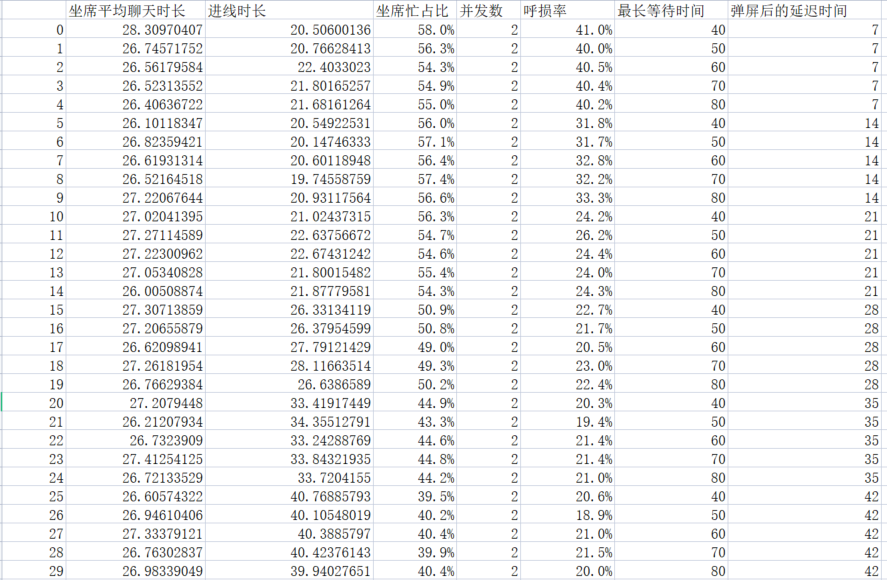 坐席平均聊天时长 进线时长 坐席忙占比 并发数 呼损率 最长等待时间 弹屏后的延迟时间
0 28.30970407 20.50600136 58.0% 2 41.0% 40 7
1 26.74571752 20.76628413 56.3% 2 40.0% 50 7
2 26.56179584 22.4033023 54.3% 2 40.5% 60 7
3 26.52313552 21.80165257 54.9% 2 40.4% 70 7
4 26.40636722 21.68161264 55.0% 2 40.2% 80 7
5 26.10118347 20.54922531 56.0% 2 31.8% 40 14
6 26.82359421 20.14746333 57.1% 2 31.7% 50 14
7 26.61931314 20.60118948 56.4% 2 32.8% 60 14
8 26.52164518 19.74558759 57.4% 2 32.2% 70 14
9 27.22067644 20.93117564 56.6% 2 33.3% 80 14
10 27.02041395 21.02437315 56.3% 2 24.2% 40 21
11 27.27114589 22.63756672 54.7% 2 26.2% 50 21
12 27.22300962 22.67431242 54.6% 2 24.4% 60 21
13 27.05340828 21.80015482 55.4% 2 24.0% 70 21
14 26.00508874 21.87779581 54.3% 2 24.3% 80 21
15 27.30713859 26.33134119 50.9% 2 22.7% 40 28
16 27.20655879 26.37954599 50.8% 2 21.7% 50 28
17 26.62098941 27.79121429 49.0% 2 20.5% 60 28
18 27.26181954 28.11663514 49.3% 2 23.0% 70 28
19 26.76629384 26.6386589 50.2% 2 22.4% 80 28
20 27.2079448 33.41917449 44.9% 2 20.3% 40 35
21 26.21207934 34.35512791 43.3% 2 19.4% 50 35
22 26.7323909 33.24288769 44.6% 2 21.4% 60 35
23 27.41254125 33.84321935 44.8% 2 21.4% 70 35
24 26.72133529 33.7204155 44.2% 2 21.0% 80 35
25 26.60574322 40.76885793 39.5% 2 20.6% 40 42
26 26.94610406 40.10548019 40.2% 2 18.9% 50 42
27 27.33379121 40.3885797 40.4% 2 21.0% 60 42
28 26.76302837 40.42376143 39.9% 2 21.5% 70 42
29 26.98339049 39.94027651 40.4% 2 20.0% 80 42